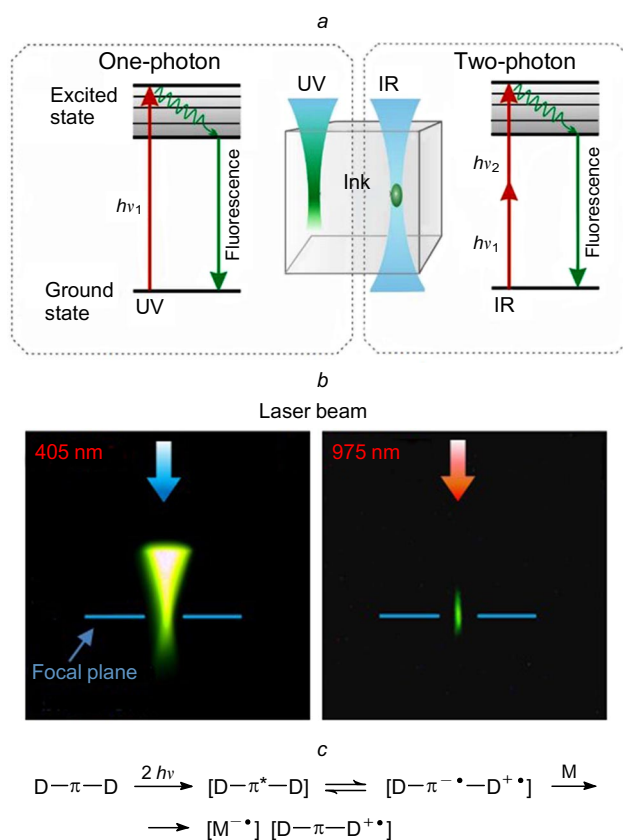 a
One-photon
Two-photon
Excited
state
UV
IR
Ink
hν₁
Fluorescence
hν₂
hν₁
Fluorescence
Ground
state
UV
IR
b
Laser beam
405 nm
975 nm
Focal plane
c
D—π—D 2 hν [D—π*—D] ⇌ [D—π⁻•—D⁺•] M →
→ [M⁻•] [D—π—D⁺•]